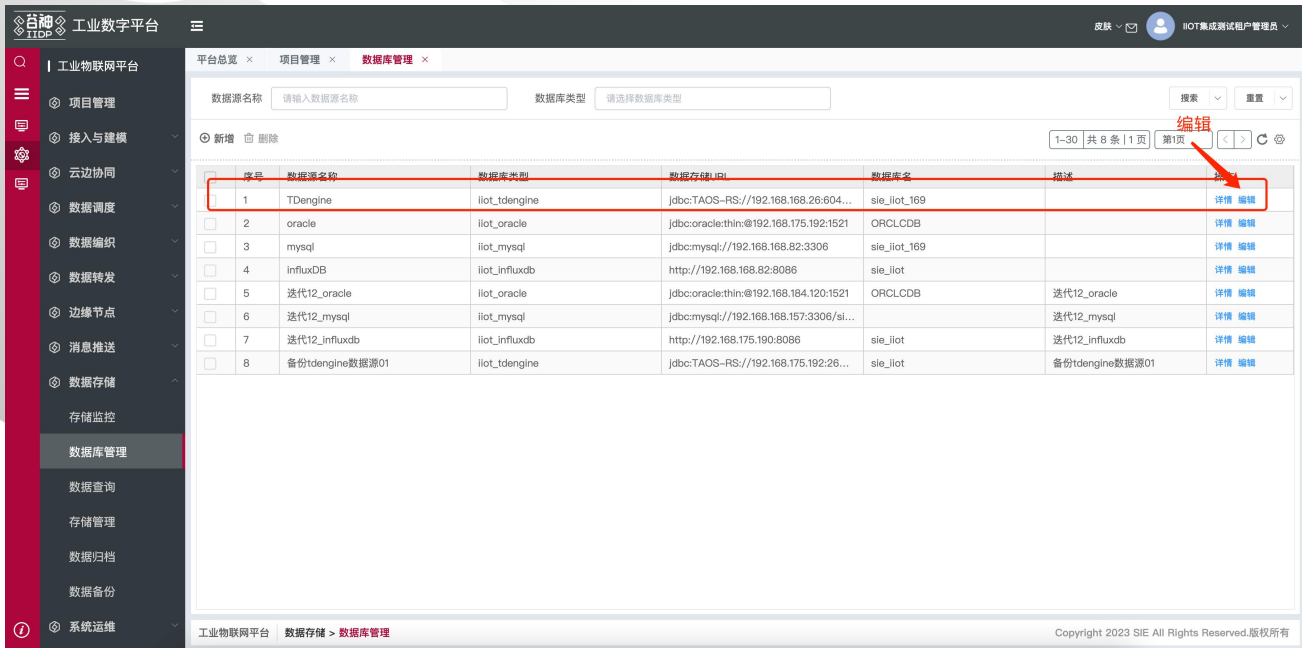 谷神 IIDP 工业数字平台
皮肤 IIOT集成测试租户管理员
工业物联网平台
平台总览 × 项目管理 × 数据库管理 ×
项目管理
接入与建模
云边协同
数据调度
数据编织
数据转发
边缘节点
消息推送
数据存储
存储监控
数据库管理
数据查询
存储管理
数据归档
数据备份
系统运维
数据源名称 请输入数据源名称 数据库类型 请选择数据库类型 搜索 重置
编辑
新增 删除 1-30 共 8 条 1 页 第1页
序号 数据源名称 数据库类型 数据存储URL 数据库名 描述
1 TDengine iiot_tdengine jdbc:TAOS-RS://192.168.168.26:604... sie_iiot_169 详情 编辑
2 oracle iiot_oracle jdbc:oracle:thin:@192.168.175.192:1521 ORCLCDB 详情 编辑
3 mysql iiot_mysql jdbc:mysql://192.168.168.82:3306 sie_iiot_169 详情 编辑
4 influxDB iiot_influxdb http://192.168.168.82:8086 sie_iiot 详情 编辑
5 迭代12_oracle iiot_oracle jdbc:oracle:thin:@192.168.184.120:1521 ORCLCDB 迭代12_oracle 详情 编辑
6 迭代12_mysql iiot_mysql jdbc:mysql://192.168.168.157:3306/si... 迭代12_mysql 详情 编辑
7 迭代12_influxdb iiot_influxdb http://192.168.175.190:8086 sie_iiot 迭代12_influxdb 详情 编辑
8 备份tdengine数据源01 iiot_tdengine jdbc:TAOS-RS://192.168.175.192:26... sie_iiot 备份tdengine数据源01 详情 编辑
工业物联网平台 数据存储 > 数据库管理
Copyright 2023 SIE All Rights Reserved.版权所有